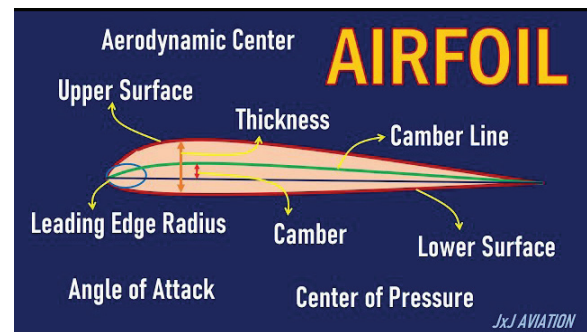 Aerodynamic Center
AIRFOIL
Upper Surface
Thickness
Camber Line
Leading Edge Radius
Camber
Lower Surface
Angle of Attack
Center of Pressure
JxJ AVIATION